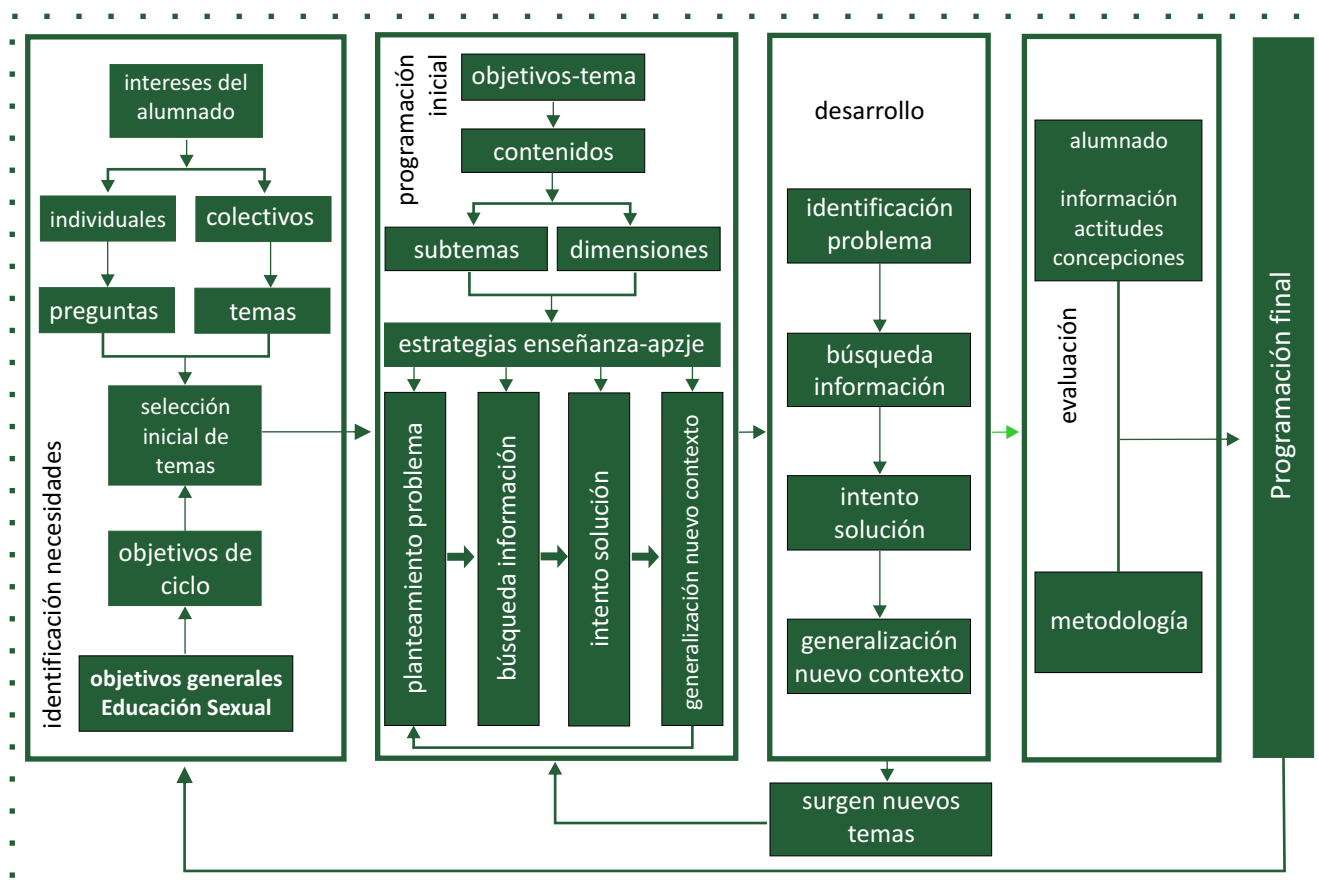 identificación necesidades
intereses del
alumnado
individuales
colectivos
preguntas
temas
selección
inicial de
temas
objetivos de
ciclo
objetivos generales
Educación Sexual
programación
inicial
objetivos-tema
contenidos
subtemas
dimensiones
estrategias enseñanza-apzje
planteamiento problema
búsqueda información
intento solución
generalización nuevo contexto
desarrollo
identificación
problema
búsqueda
información
intento
solución
generalización
nuevo contexto
surgen nuevos
temas
evaluación
alumnado
información
actitudes
concepciones
metodología
Programación final